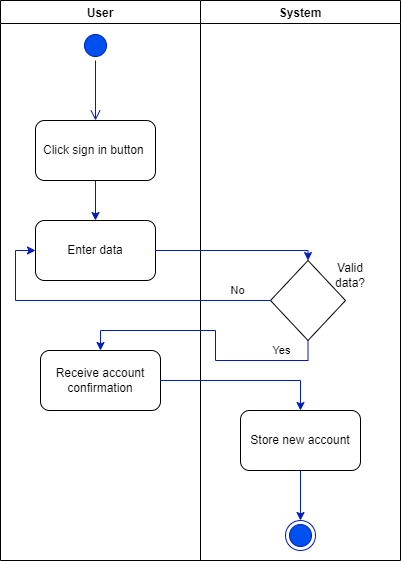 User
System
Click sign in button
Enter data
Valid
data?
No
Yes
Receive account
confirmation
Store new account